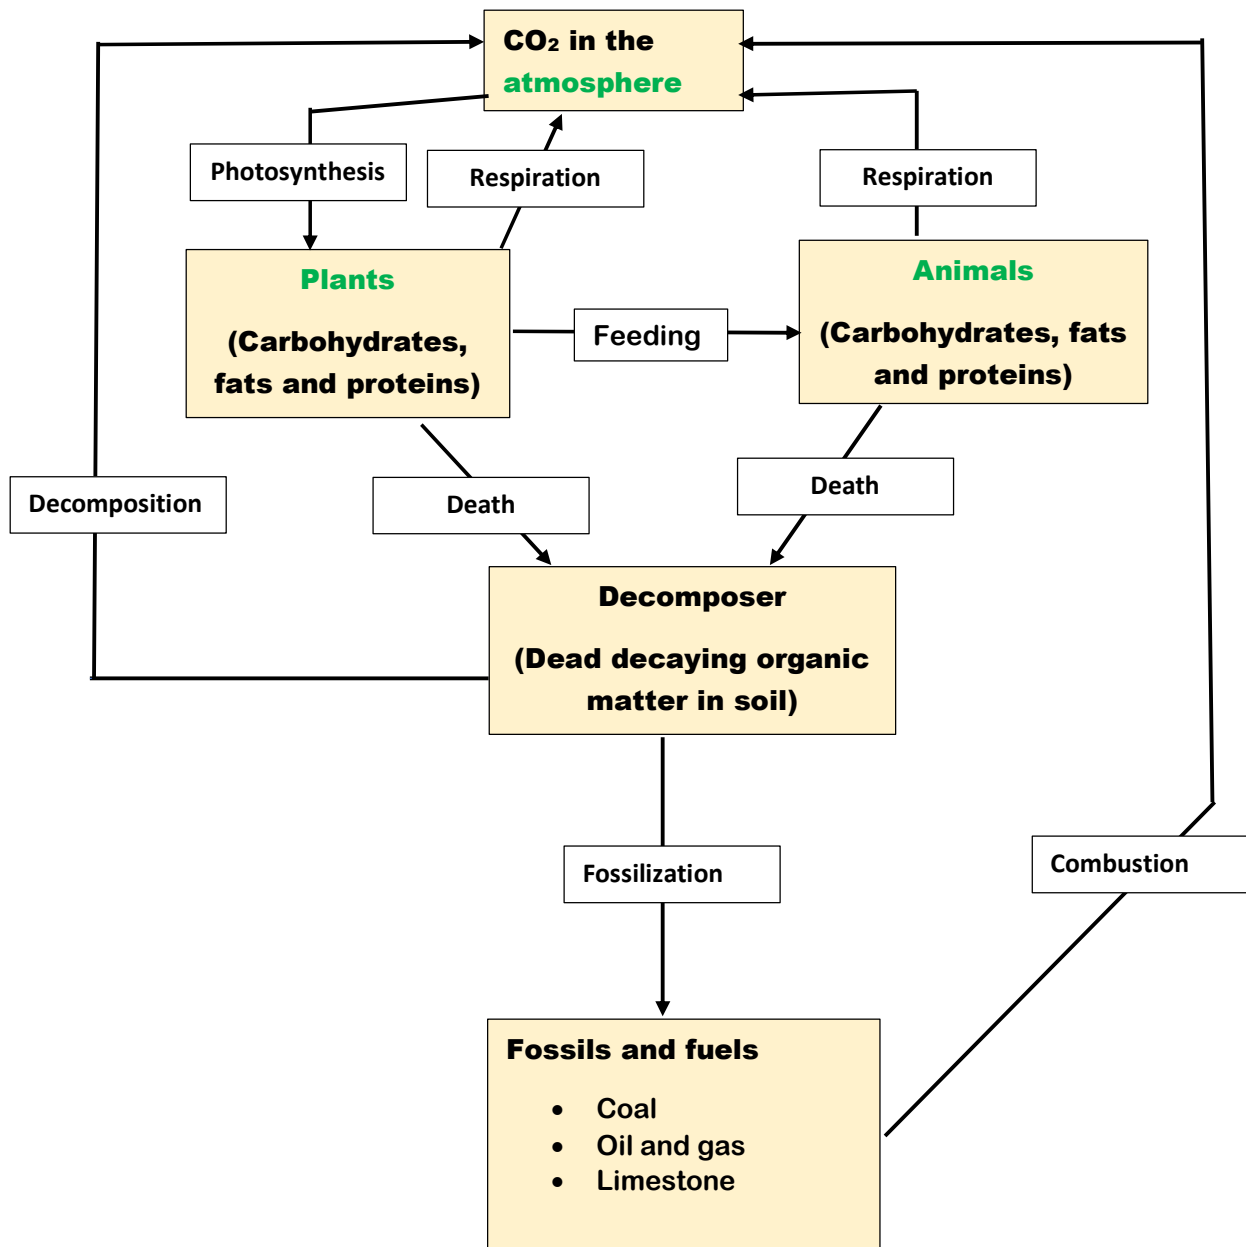 CO₂ in the
atmosphere
Photosynthesis
Respiration
Respiration
Plants
(Carbohydrates,
fats and proteins)
Feeding
Animals
(Carbohydrates, fats
and proteins)
Decomposition
Death
Death
Decomposer
(Dead decaying organic
matter in soil)
Fossilization
Combustion
Fossils and fuels
• Coal
• Oil and gas
• Limestone